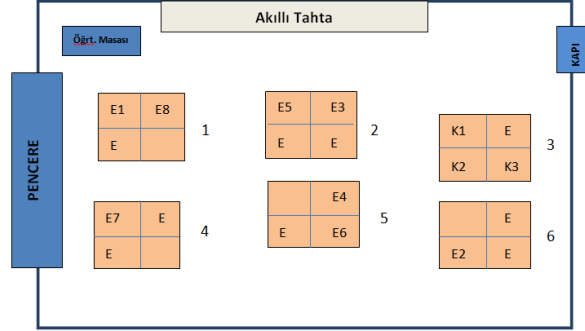 Akıllı Tahta
Öğrt. Masası
KAPI
PENCERE
E1 E8
E
1
E5 E3
E E
2
K1 E
K2 K3
3
E7 E
E
4
E4
E E6
5
E
E2 E
6